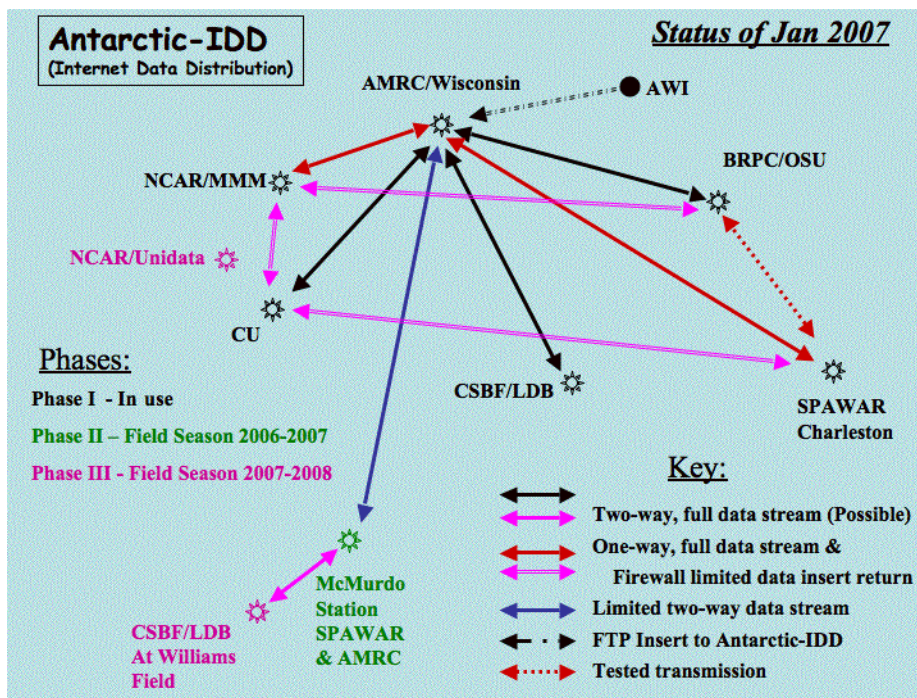 Antarctic-IDD
(Internet Data Distribution)
Status of Jan 2007
AMRC/Wisconsin
AWI
BRPC/OSU
NCAR/MMM
NCAR/Unidata
CU
Phases:
Phase I - In use
Phase II – Field Season 2006-2007
Phase III - Field Season 2007-2008
CSBF/LDB
SPAWAR
Charleston
Key:
Two-way, full data stream (Possible)
One-way, full data stream &
Firewall limited data insert return
Limited two-way data stream
FTP Insert to Antarctic-IDD
Tested transmission
McMurdo
Station
SPAWAR
& AMRC
CSBF/LDB
At Williams
Field